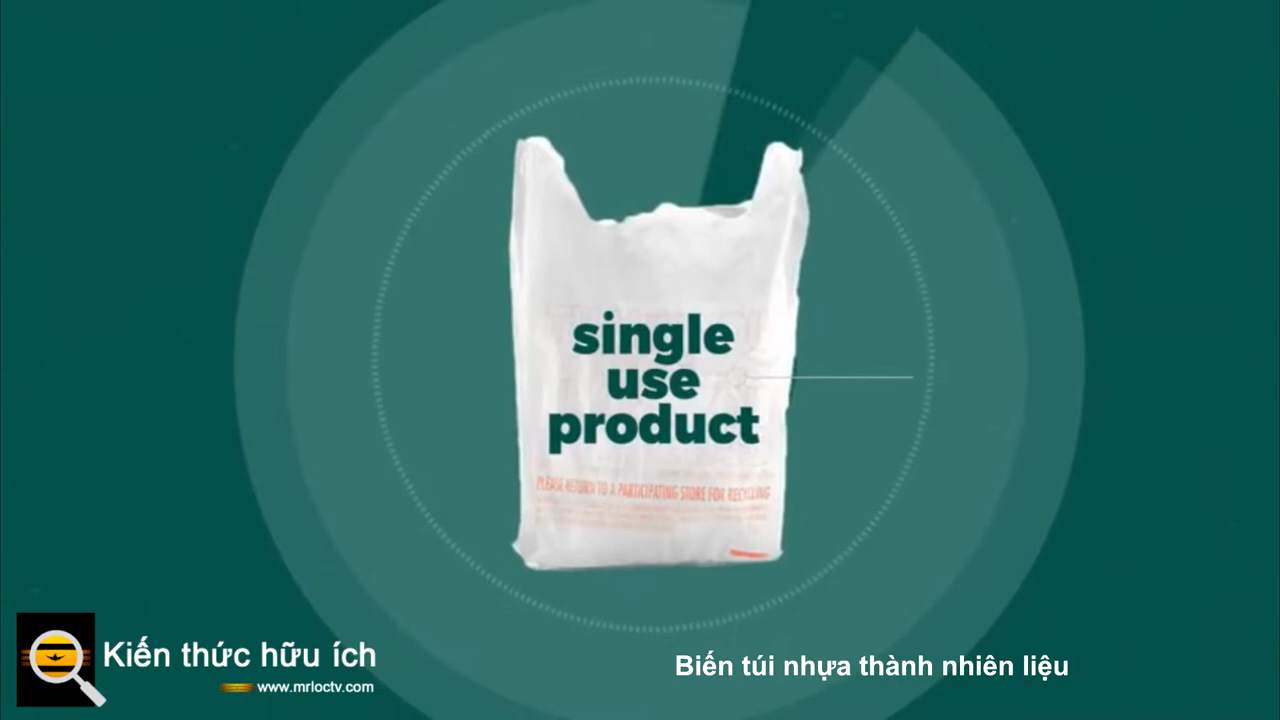 single
use
product
PLEASE RETURN TO A PARTICIPATING STORE FOR RECYCLING
Kiến thức hữu ích
www.mrloctv.com
Biến túi nhựa thành nhiên liệu